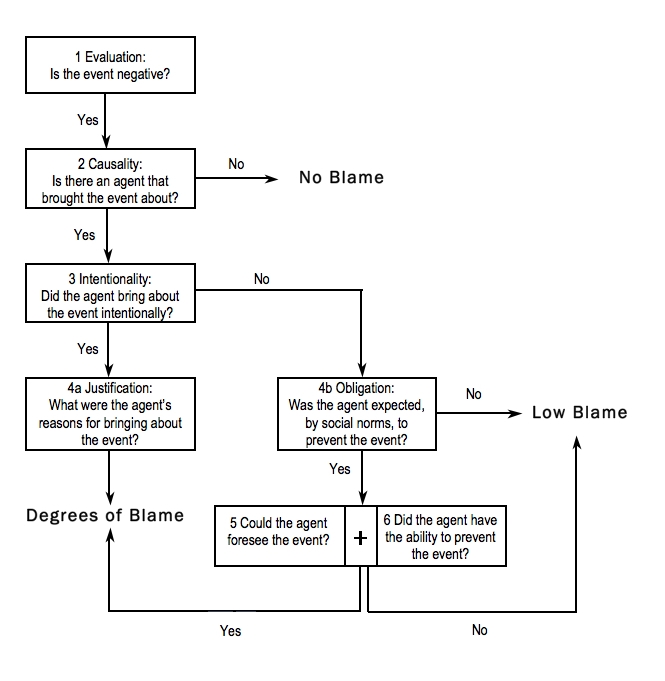 1 Evaluation:
Is the event negative?
Yes
2 Causality:
Is there an agent that
brought the event about?
No
No Blame
Yes
3 Intentionality:
Did the agent bring about
the event intentionally?
No
Yes
4a Justification:
What were the agent's
reasons for bringing about
the event?
4b Obligation:
Was the agent expected,
by social norms, to
prevent the event?
No
Low Blame
Yes
Degrees of Blame
5 Could the agent
foresee the event?
+
6 Did the agent have
the ability to prevent
the event?
Yes
No